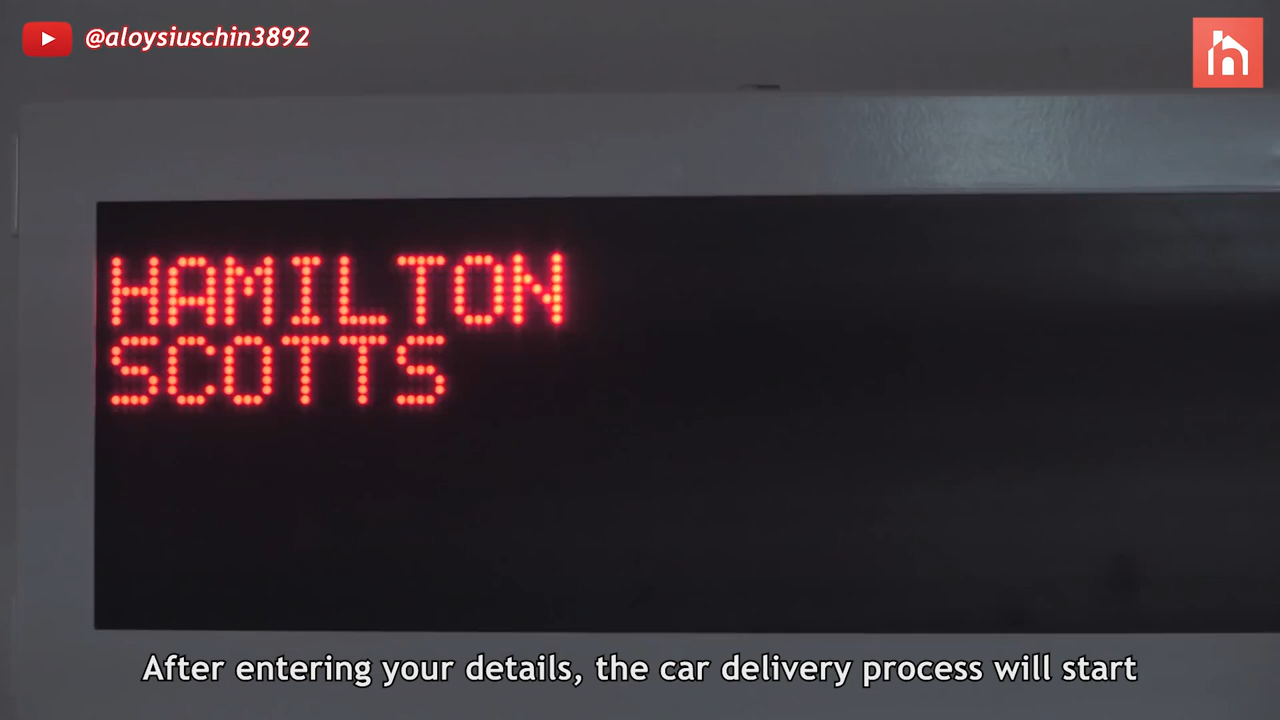 @aloysiuschin3892
HAMILTON
SCOTTS
After entering your details, the car delivery process will start